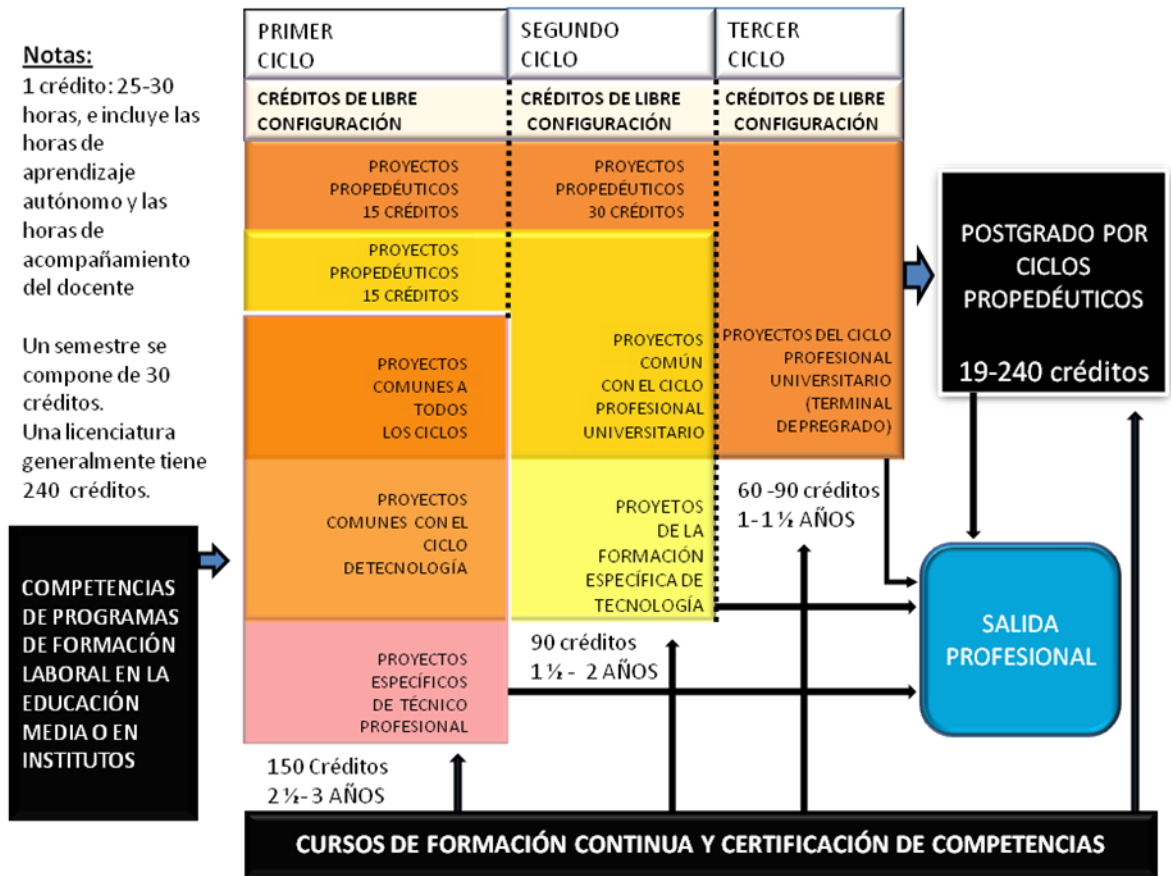 Notas:
1 crédito: 25-30
horas, e incluye las
horas de
aprendizaje
autónomo y las
horas de
acompañamiento
del docente
Un semestre se
compone de 30
créditos.
Una licenciatura
generalmente tiene
240 créditos.
COMPETENCIAS
DE PROGRAMAS
DE FORMACIÓN
LABORAL EN LA
EDUCACIÓN
MEDIA O EN
INSTITUTOS
PRIMER
CICLO
CRÉDITOS DE LIBRE
CONFIGURACIÓN
PROYECTOS
PROPEDÉUTICOS
15 CRÉDITOS
PROYECTOS
PROPEDÉUTICOS
15 CRÉDITOS
PROYECTOS
COMUNES A
TODOS
LOS CICLOS
PROYECTOS
COMUNES CON EL
CICLO
DETECNOLOGÍA
PROYECTOS
ESPECÍFICOS
DE TÉCNICO
PROFESIONAL
150 Créditos
2 ½- 3 AÑOS
SEGUNDO
CICLO
CRÉDITOS DE LIBRE
CONFIGURACIÓN
PROYECTOS
PROPEDÉUTICOS
30 CRÉDITOS
PROYECTOS
COMÚN
CON EL CICLO
PROFESIONAL
UNIVERSITARIO
PROYETOS
DE LA
FORMACIÓN
ESPECÍFICA DE
TECNOLOGÍA
90 créditos
1 ½ - 2 AÑOS
TERCER
CICLO
CRÉDITOS DE LIBRE
CONFIGURACIÓN
PROYECTOS DEL CICLO
PROFESIONAL
UNIVERSITARIO
(TERMINAL
DEPREGRADO)
60 -90 créditos
1-1 ½ AÑOS
POSTGRADO POR
CICLOS
PROPEDÉUTICOS
19-240 créditos
SALIDA
PROFESIONAL
CURSOS DE FORMACIÓN CONTINUA Y CERTIFICACIÓN DE COMPETENCIAS